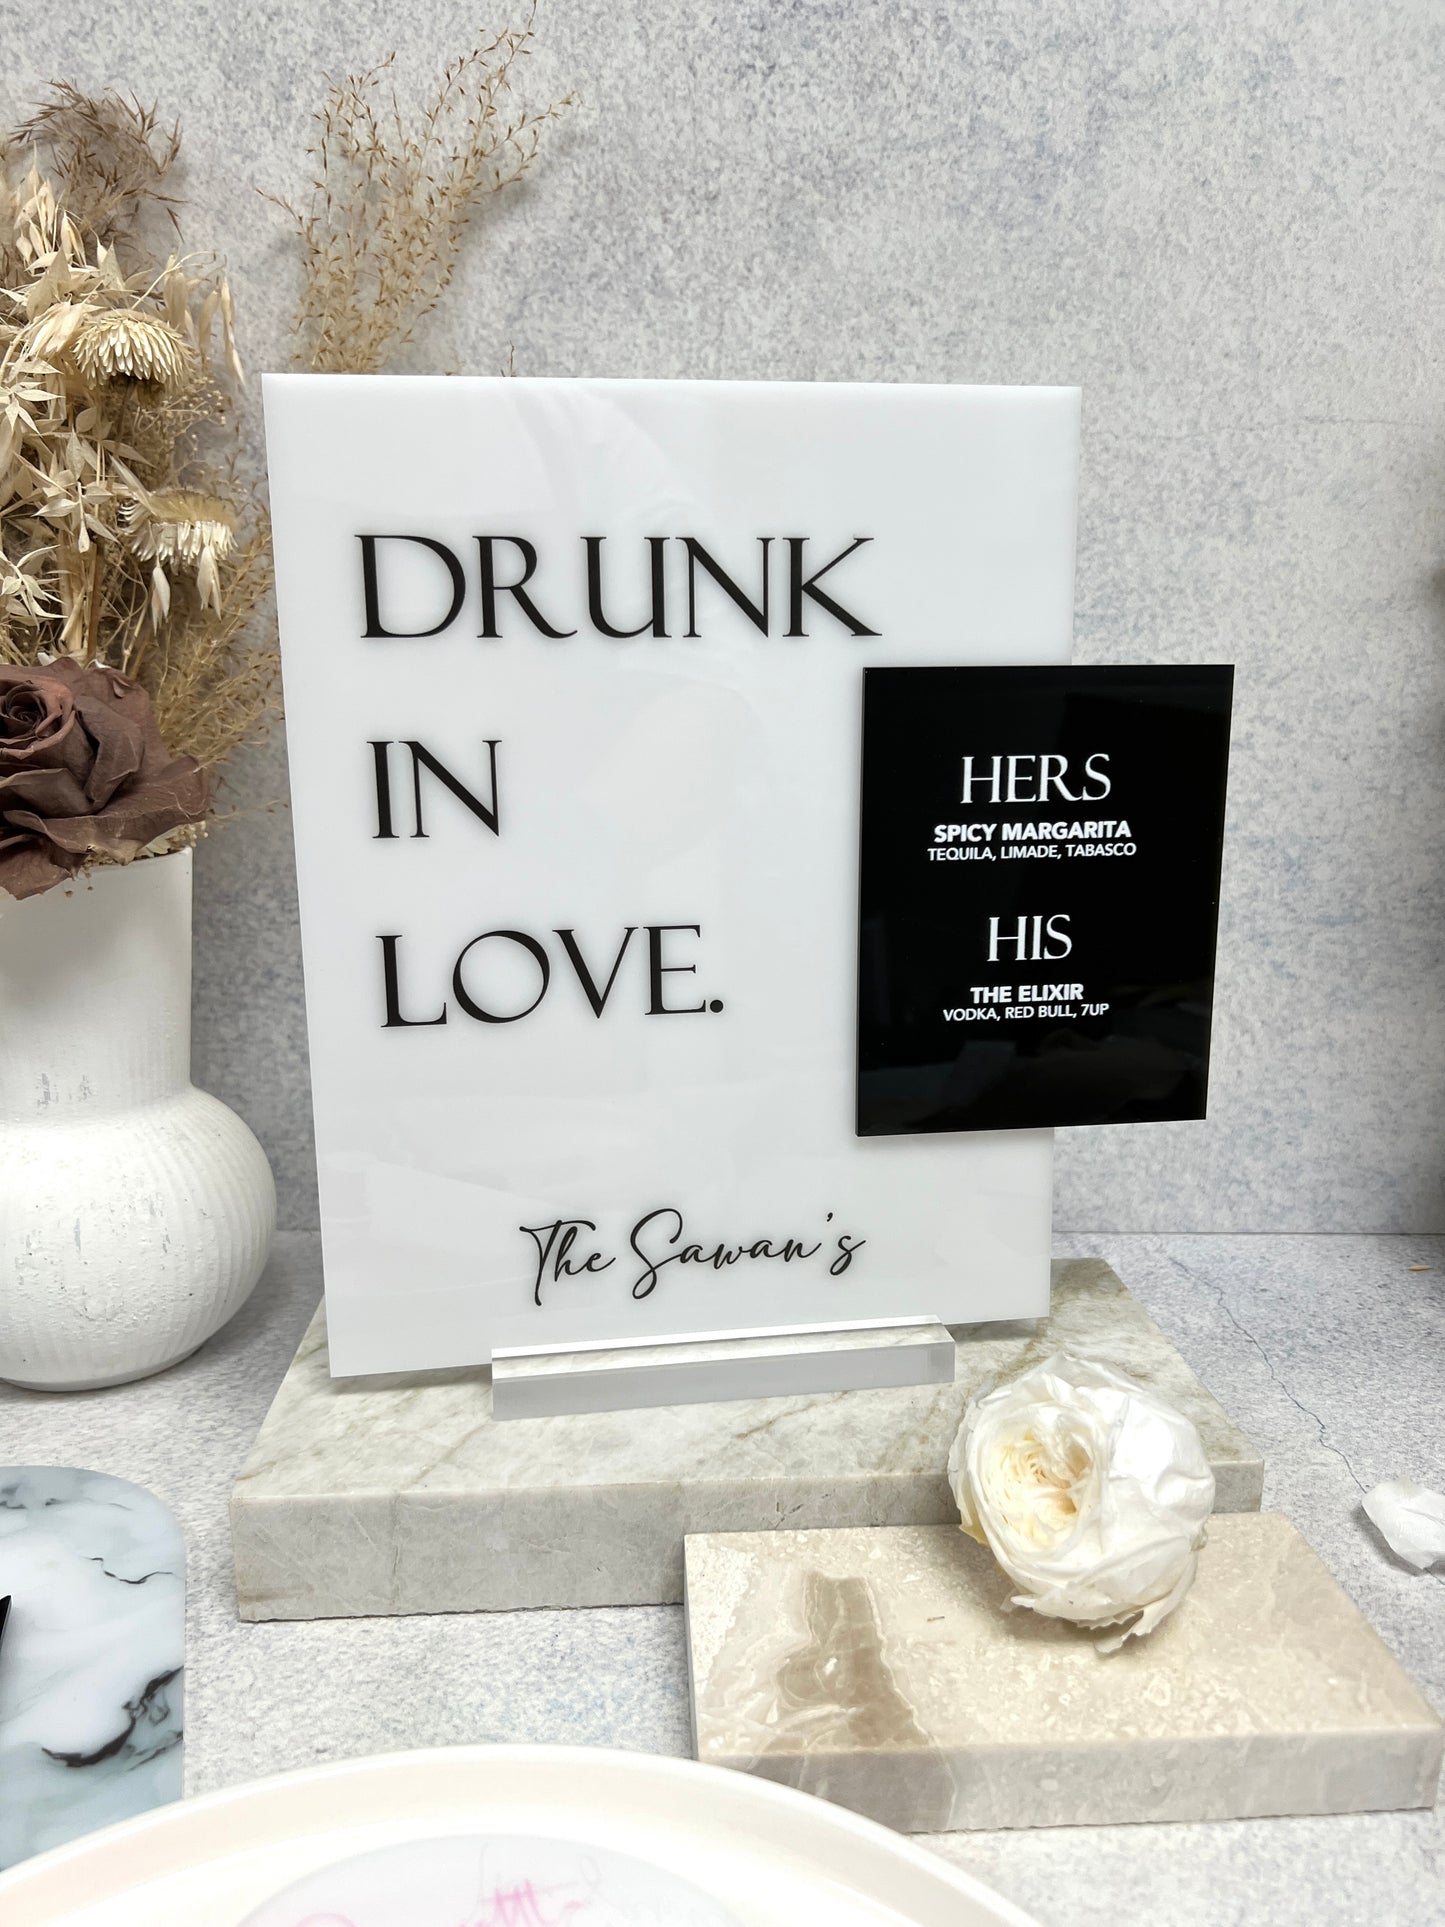 DRUNK
IN
LOVE.
The Sawan's
HERS
SPICY MARGARITA
TEQUILA, LIMADE, TABASCO
HIS
THE ELIXIR
VODKA, RED BULL, 7UP